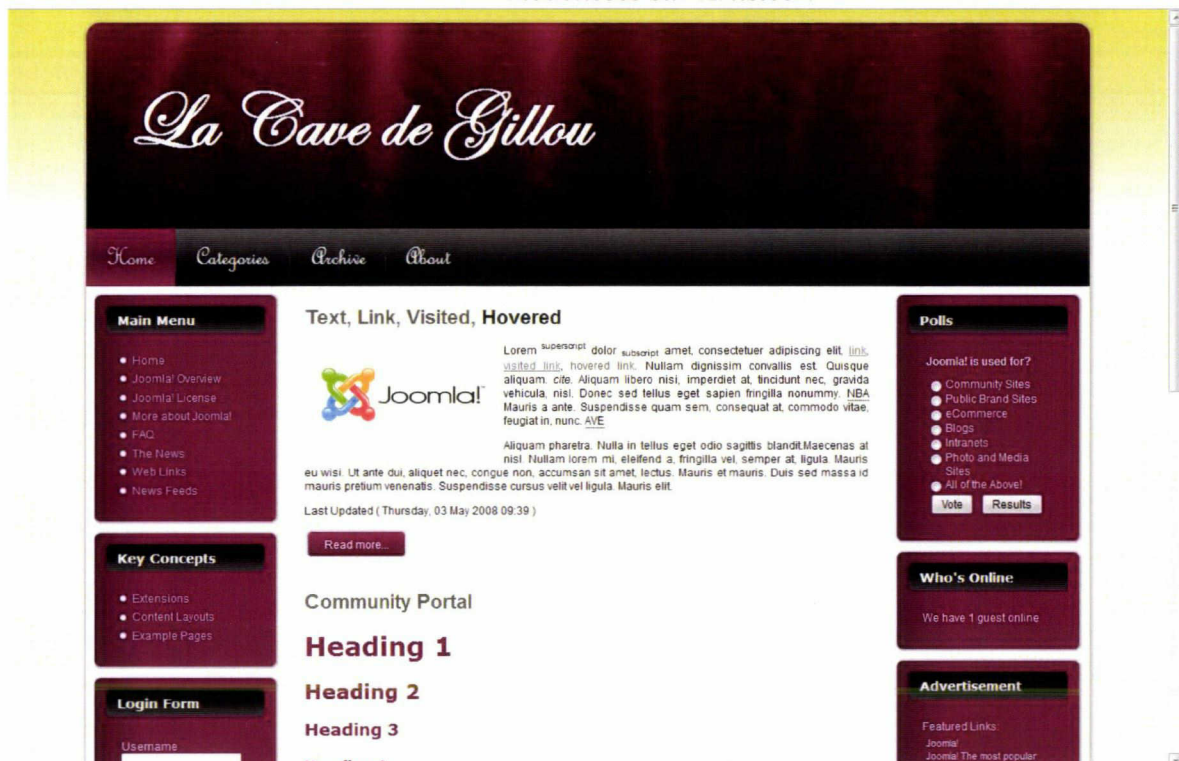 La Cave de Gillou
Home Categories Archive About
Main Menu
Home
Joomla! Overview
Joomla! License
More about Joomla!
FAQ
The News
Web Links
News Feeds
Key Concepts
Extensions
Content Layouts
Example Pages
Login Form
Username
Text, Link, Visited, Hovered
Joomla!
Lorem superscript dolor subscript amet, consectetuer adipiscing elit, link,
visited link, hovered link. Nullam dignissim convallis est. Quisque
aliquam. cite. Aliquam libero nisi, imperdiet at, tincidunt nec, gravida
vehicula, nisl. Donec sed tellus eget sapien fringilla nonummy. NBA
Mauris a ante. Suspendisse quam sem, consequat at, commodo vitae,
feugiat in, nunc. AVE
Aliquam pharetra. Nulla in tellus eget odio sagittis blandit.Maecenas at
nisl. Nullam lorem mi, eleifend a, fringilla vel, semper at, ligula. Mauris
eu wisi. Ut ante dui, aliquet nec, congue non, accumsan sit amet, lectus. Mauris et mauris. Duis sed massa id
mauris pretium venenatis. Suspendisse cursus velit vel ligula. Mauris elit.
Last Updated ( Thursday, 03 May 2008 09:39 )
Read more...
Community Portal
Heading 1
Heading 2
Heading 3
Polls
Joomla! is used for?
Community Sites
Public Brand Sites
eCommerce
Blogs
Intranets
Photo and Media
Sites
All of the Above!
Vote Results
Who's Online
We have 1 guest online
Advertisement
Featured Links:
Joomla!
Joomla! The most popular